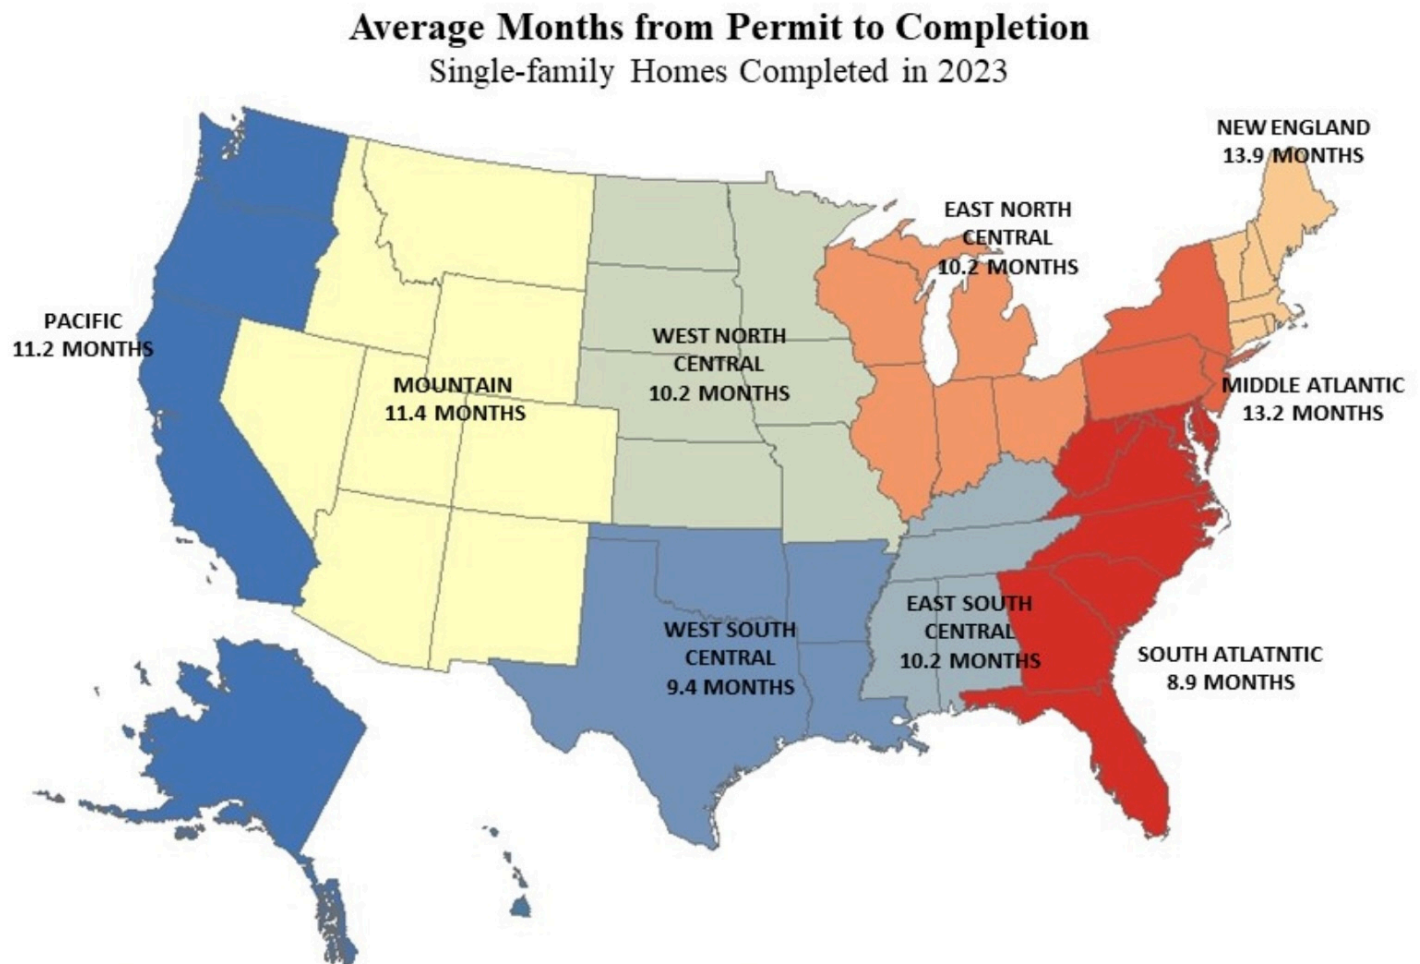 Average Months from Permit to Completion
Single-family Homes Completed in 2023
NEW ENGLAND
13.9 MONTHS
EAST NORTH
CENTRAL
10.2 MONTHS
PACIFIC
11.2 MONTHS
WEST NORTH
CENTRAL
10.2 MONTHS
MOUNTAIN
11.4 MONTHS
MIDDLE ATLANTIC
13.2 MONTHS
EAST SOUTH
CENTRAL
10.2 MONTHS
WEST SOUTH
CENTRAL
9.4 MONTHS
SOUTH ATLATNTIC
8.9 MONTHS